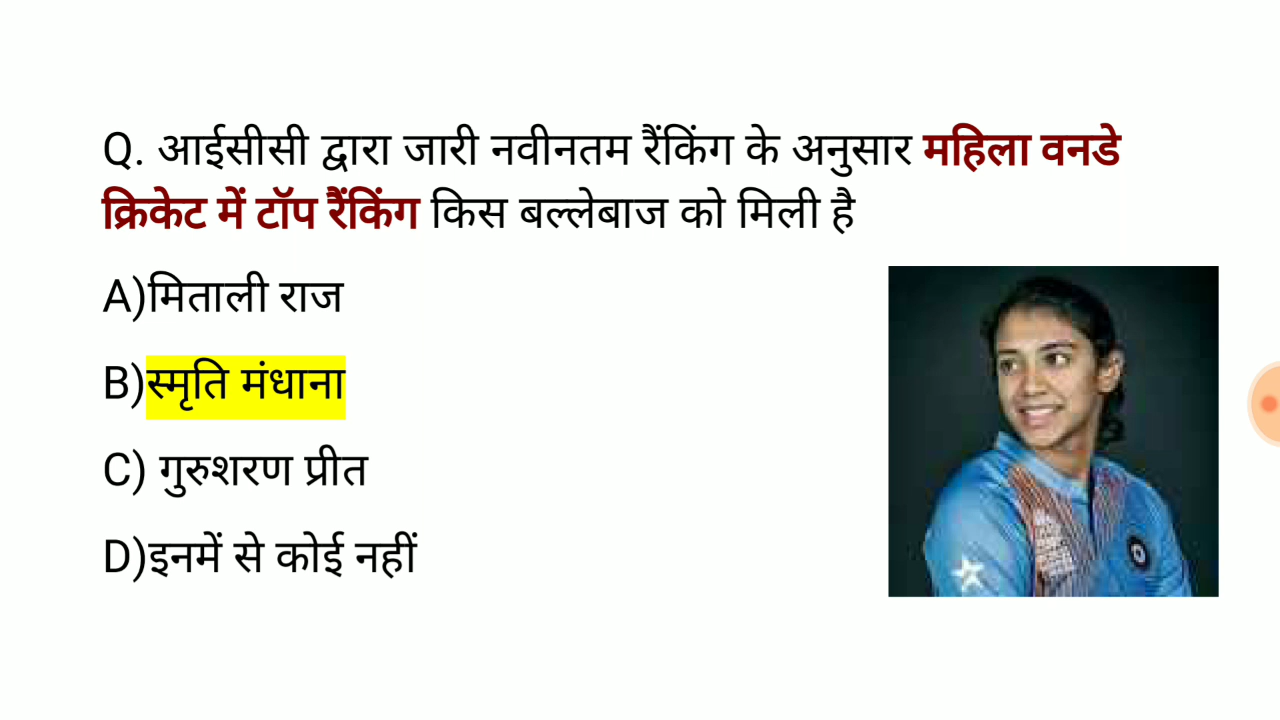 Q. आईसीसी द्वारा जारी नवीनतम रैंकिंग के अनुसार महिला वनडे
क्रिकेट में टॉप रैंकिंग किस बल्लेबाज को मिली है
A)मिताली राज
B)स्मृति मंधाना
C) गुरुशरण प्रीत
D)इनमें से कोई नहीं